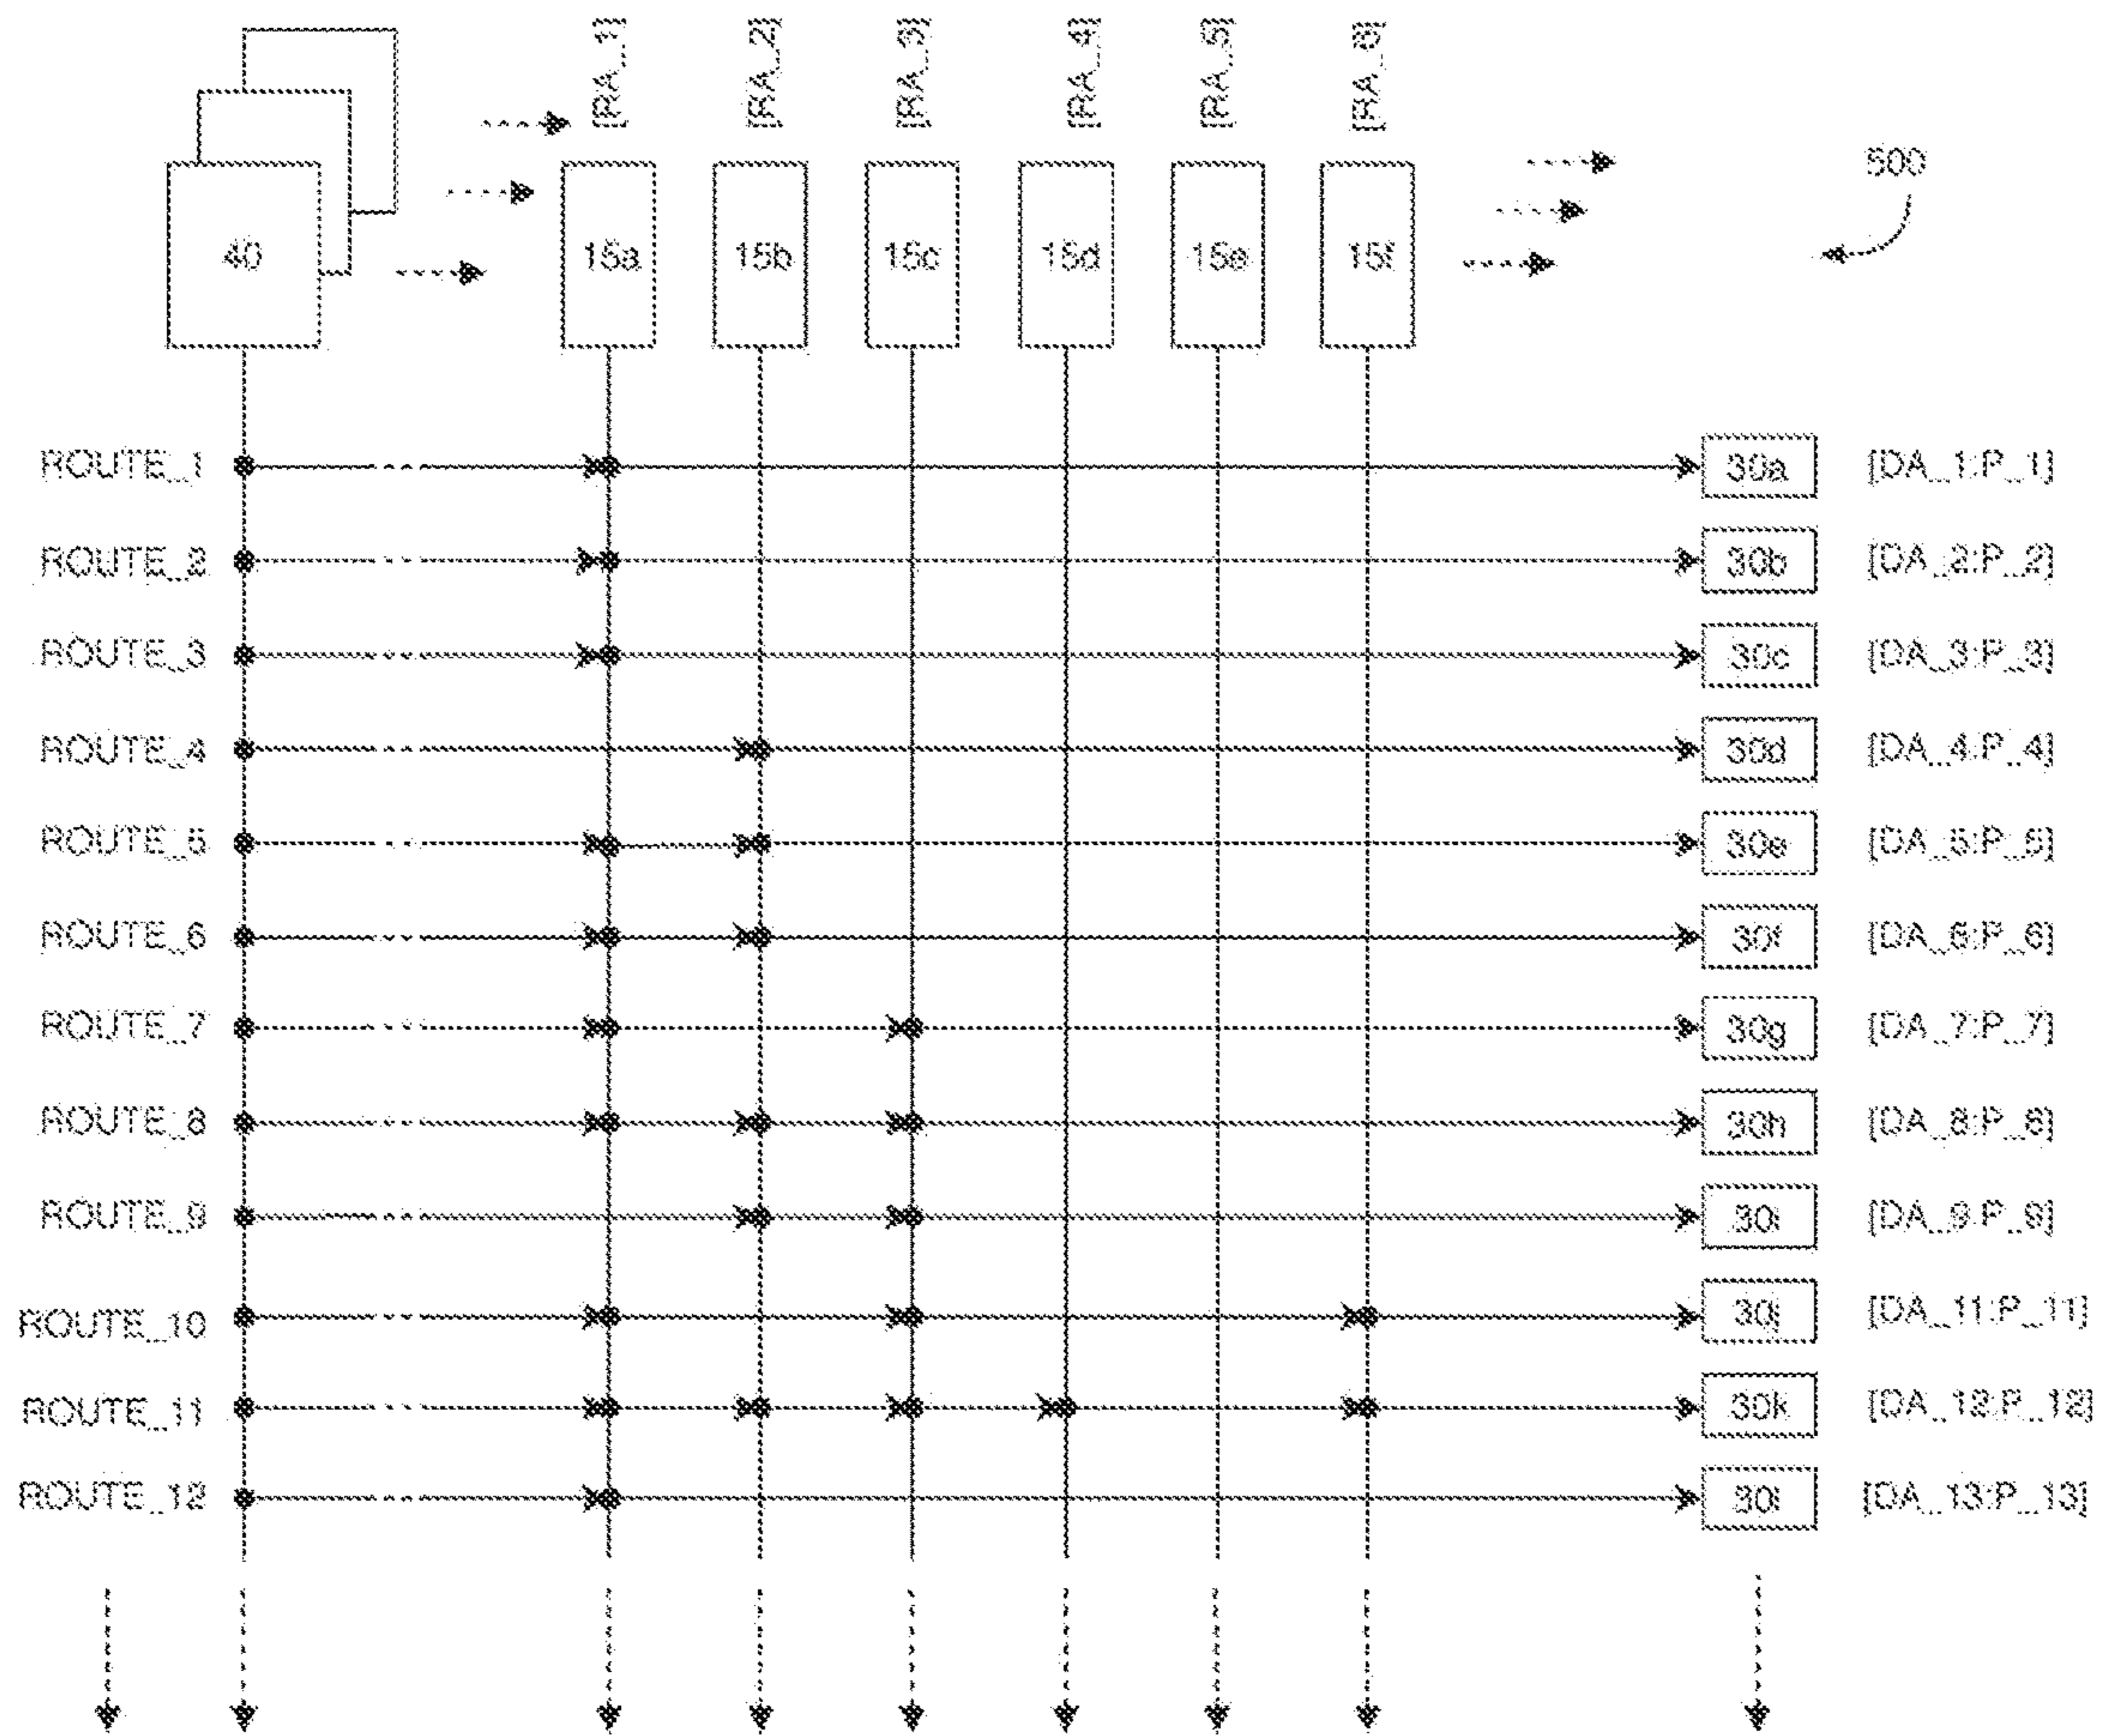 [RA_1] [RA_2] [RA_3] [RA_4] [RA_5] [RA_6]
500
40 15a 15b 15c 15d 15e 15f
ROUTE_1 30a [DA_1:P_1]
ROUTE_2 30b [DA_2:P_2]
ROUTE_3 30c [DA_3:P_3]
ROUTE_4 30d [DA_4:P_4]
ROUTE_5 30e [DA_5:P_5]
ROUTE_6 30f [DA_6:P_6]
ROUTE_7 30g [DA_7:P_7]
ROUTE_8 30h [DA_8:P_8]
ROUTE_9 30i [DA_9:P_9]
ROUTE_10 30j [DA_11:P_11]
ROUTE_11 30k [DA_12:P_12]
ROUTE_12 30l [DA_13:P_13]